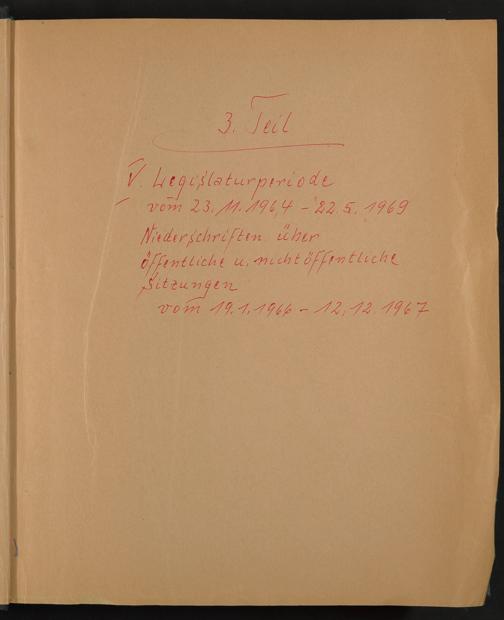 3. Teil
V. Legislaturperiode
vom 23.11.1964 - 22.5.1969
Niederschriften über
öffentliche u. nichtöffentliche
Sitzungen
vom 19.1.1966 - 12.12.1967